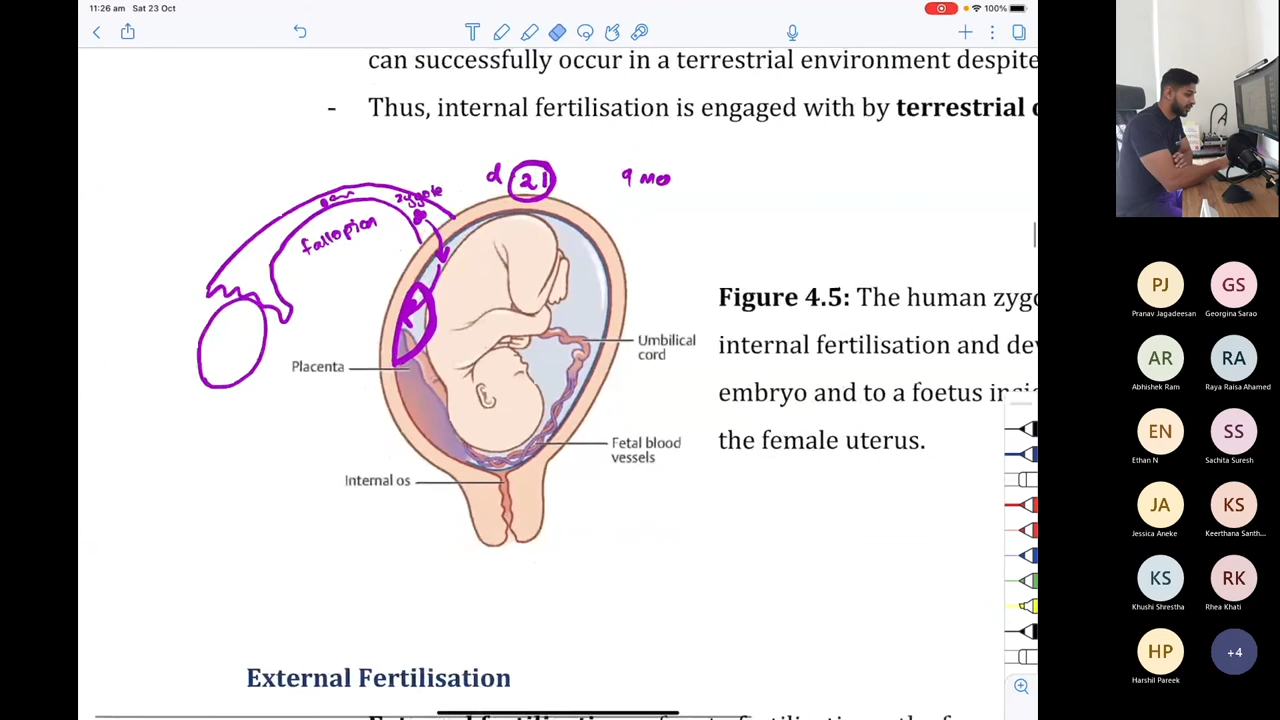 11:26 am Sat 23 Oct
100%
can successfully occur in a terrestrial environment despite
- Thus, internal fertilisation is engaged with by terrestrial
d 21
9 mo
zygote
fallopian
Placenta
Umbilical
cord
Fetal blood
vessels
Internal os
Figure 4.5: The human zygo
internal fertilisation and de
embryo and to a foetus insi
the female uterus.
External Fertilisation
PJ
Pranav Jagadeesan
GS
Georgina Sarao
AR
Abhishek Ram
RA
Raya Raisa Ahamed
EN
Ethan N
SS
Sachita Suresh
JA
Jessica Aneke
KS
Keerthana Santh...
KS
Khushi Shrestha
RK
Rhea Khati
HP
Harshil Pareek
+4